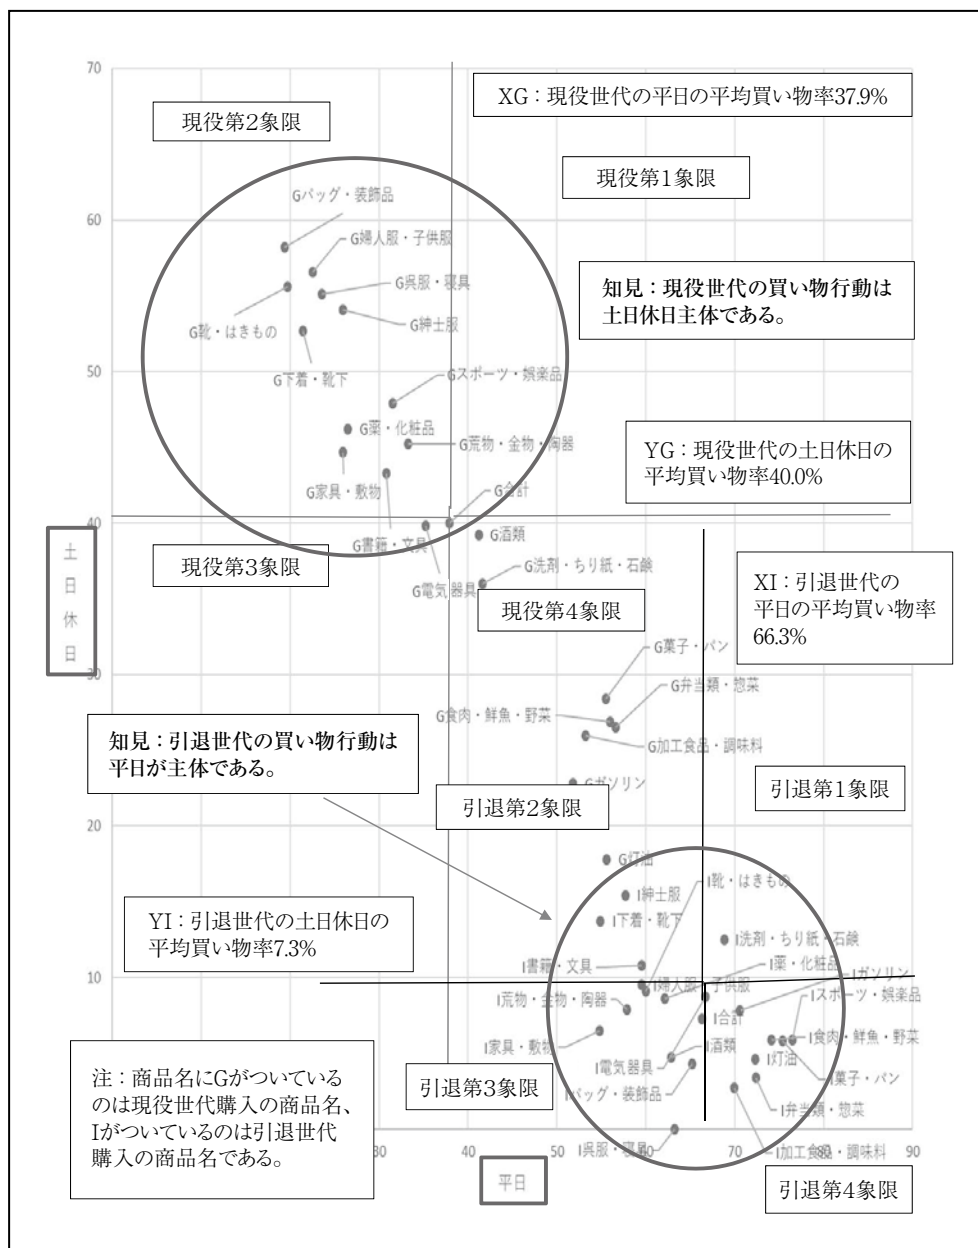 70
XG：現役世代の平日の平均買い物率37.9%
現役第2象限
現役第1象限
Gバッグ・装飾品
60
G婦人服・子供服
G呉服・寝具
知見：現役世代の買い物行動は
土日休日主体である。
G紳士服
G靴・はきもの
G下着・靴下
50
Gスポーツ・娯楽品
G薬・化粧品
G荒物・金物・陶器
YG：現役世代の土日休日の
平均買い物率40.0%
G家具・敷物
G合計
40
G酒類
G書籍・文具
現役第3象限
G洗剤・ちり紙・石鹸
G電気器具
現役第4象限
XI：引退世代の
平日の平均買い物率
66.3%
土
日
休
日
30
G菓子・パン
G弁当類・惣菜
G食肉・鮮魚・野菜
G加工食品・調味料
知見：引退世代の買い物行動は
平日が主体である。
Gガソリン
引退第2象限
引退第1象限
20
G灯油
I靴・はきもの
I紳士服
I下着・靴下
YI：引退世代の土日休日の
平均買い物率7.3%
I洗剤・ちり紙・石鹸
I書籍・文具
I薬・化粧品
Iガソリン
10
I婦人服・子供服
Iスポーツ・娯楽品
I荒物・金物・陶器
I合計
I家具・敷物
I酒類
I食肉・鮮魚・野菜
I電気器具
I灯油
I菓子・パン
引退第3象限
Iバッグ・装飾品
I弁当類・惣菜
注：商品名にGがついている
のは現役世代購入の商品名、
Iがついているのは引退世代
購入の商品名である。
I呉服・寝具
I加工食品・調味料
30
40
50
60
70
80
90
平日
引退第4象限